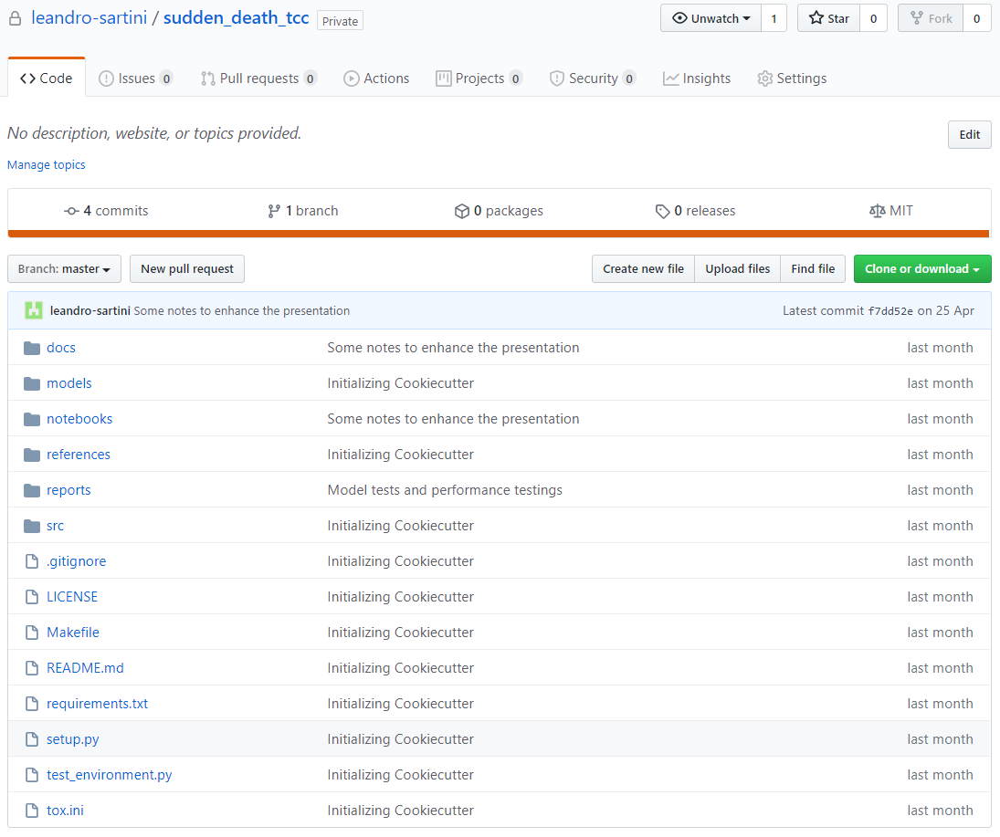 leandro-sartini / sudden_death_tcc Private Unwatch 1 Star 0 Fork 0
Code Issues 0 Pull requests 0 Actions Projects 0 Security 0 Insights Settings
No description, website, or topics provided. Edit
Manage topics
4 commits 1 branch 0 packages 0 releases MIT
Branch: master New pull request Create new file Upload files Find file Clone or download
leandro-sartini Some notes to enhance the presentation Latest commit f7dd52e on 25 Apr
docs Some notes to enhance the presentation last month
models Initializing Cookiecutter last month
notebooks Some notes to enhance the presentation last month
references Initializing Cookiecutter last month
reports Model tests and performance testings last month
src Initializing Cookiecutter last month
.gitignore Initializing Cookiecutter last month
LICENSE Initializing Cookiecutter last month
Makefile Initializing Cookiecutter last month
README.md Initializing Cookiecutter last month
requirements.txt Initializing Cookiecutter last month
setup.py Initializing Cookiecutter last month
test_environment.py Initializing Cookiecutter last month
tox.ini Initializing Cookiecutter last month